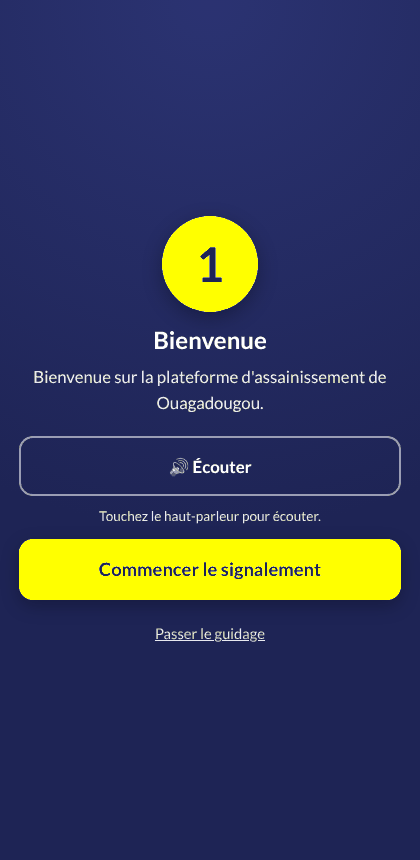 1
Bienvenue
Bienvenue sur la plateforme d'assainissement de
Ouagadougou.
🔊 Écouter
Touchez le haut-parleur pour écouter.
Commencer le signalement
Passer le guidage